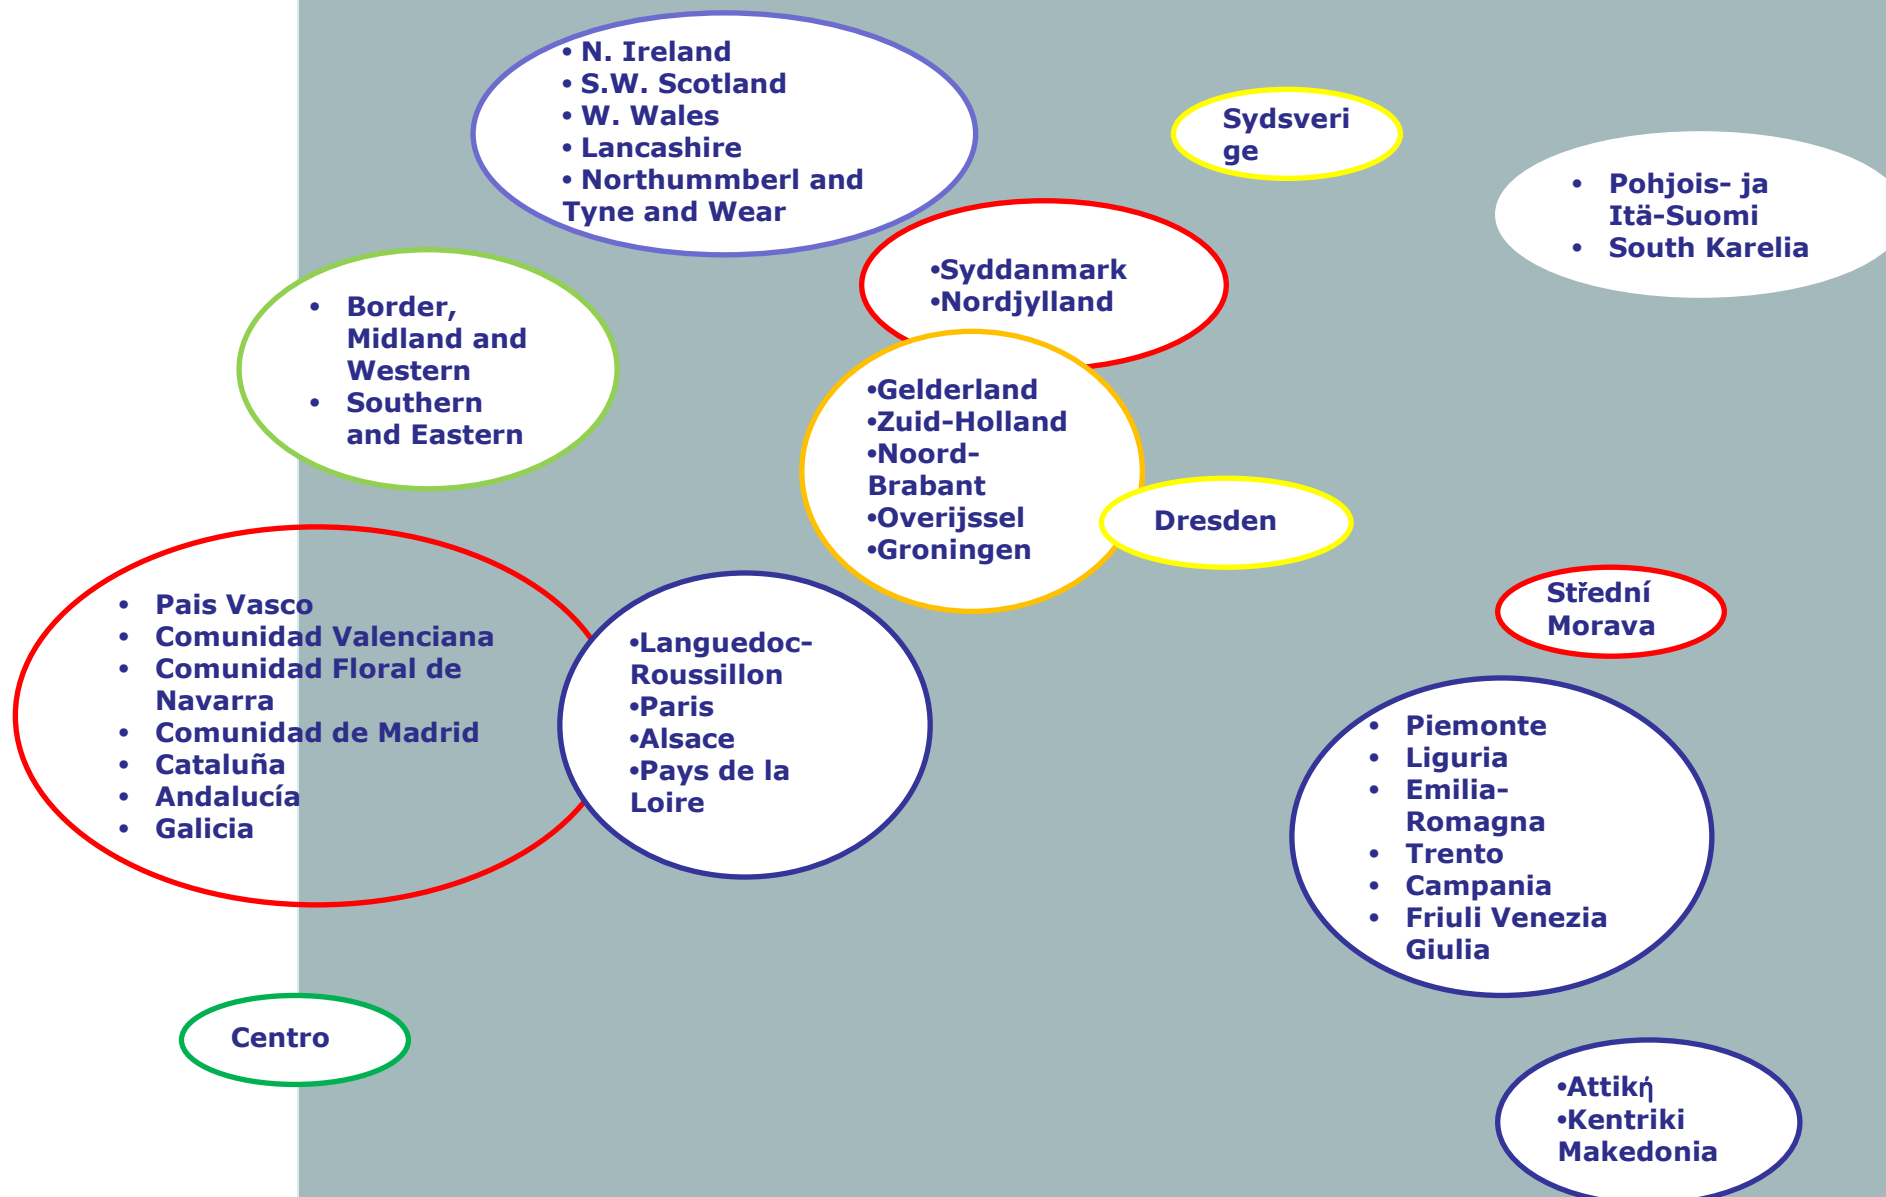 • N. Ireland
• S.W. Scotland
• W. Wales
• Lancashire
• Northummberl and
Tyne and Wear
Sydsveri
ge
• Pohjois- ja
Itä-Suomi
• South Karelia
•Syddanmark
•Nordjylland
• Border,
Midland and
Western
• Southern
and Eastern
•Gelderland
•Zuid-Holland
•Noord-
Brabant
•Overijssel
•Groningen
Dresden
• Pais Vasco
• Comunidad Valenciana
• Comunidad Floral de
Navarra
• Comunidad de Madrid
• Cataluña
• Andalucía
• Galicia
•Languedoc-
Roussillon
•Paris
•Alsace
•Pays de la
Loire
Střední
Morava
• Piemonte
• Liguria
• Emilia-
Romagna
• Trento
• Campania
• Friuli Venezia
Giulia
Centro
•Attikή
•Kentriki
Makedonia